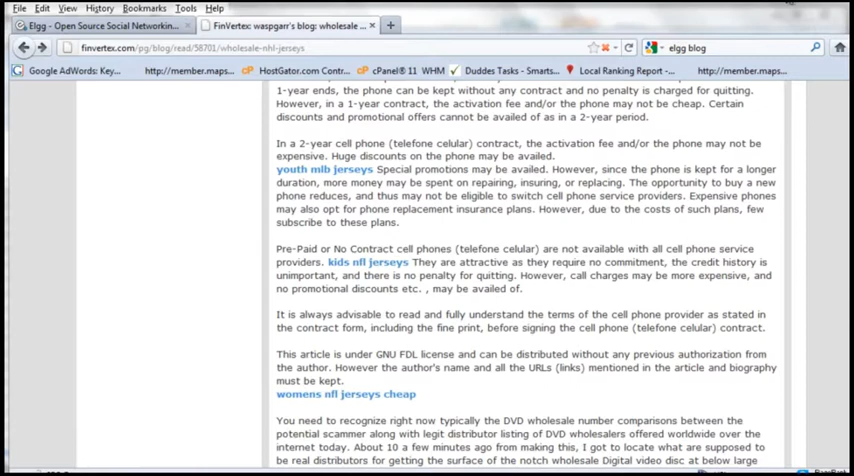 File Edit View History Bookmarks Tools Help
Elgg - Open Source Social Networkin...
FinVertex: waspgarr's blog: wholesale ...
finvertex.com/pg/blog/read/58701/wholesale-nhl-jerseys
elgg blog
Google AdWords: Key...
http://member.maps...
HostGator.com Contr...
cPanel® 11 WHM
Duddes Tasks - Smarts...
Local Ranking Report -...
http://member.maps...
1-year ends, the phone can be kept without any contract and no penalty is charged for quitting.
However, in a 1-year contract, the activation fee and/or the phone may not be cheap. Certain
discounts and promotional offers cannot be availed of as in a 2-year period.
In a 2-year cell phone (telefone celular) contract, the activation fee and/or the phone may not be
expensive. Huge discounts on the phone may be availed.
youth mlb jerseys Special promotions may be availed. However, since the phone is kept for a longer
duration, more money may be spent on repairing, insuring, or replacing. The opportunity to buy a new
phone reduces, and thus may not be eligible to switch cell phone service providers. Expensive phones
may also opt for phone replacement insurance plans. However, due to the costs of such plans, few
subscribe to these plans.
Pre-Paid or No Contract cell phones (telefone celular) are not available with all cell phone service
providers. kids nfl jerseys They are attractive as they require no commitment, the credit history is
unimportant, and there is no penalty for quitting. However, call charges may be more expensive, and
no promotional discounts etc. , may be availed of.
It is always advisable to read and fully understand the terms of the cell phone provider as stated in
the contract form, including the fine print, before signing the cell phone (telefone celular) contract.
This article is under GNU FDL license and can be distributed without any previous authorization from
the author. However the author's name and all the URLs (links) mentioned in the article and biography
must be kept.
womens nfl jerseys cheap
You need to recognize right now typically the DVD wholesale number comparisons between the
potential scammer along with legit distributor listing of DVD wholesalers offered worldwide over the
internet today. About 10 a few minutes ago from making this, I got to locate what are supposed to
be real distributors for getting the surface of the notch wholesale Digital video disc at below large